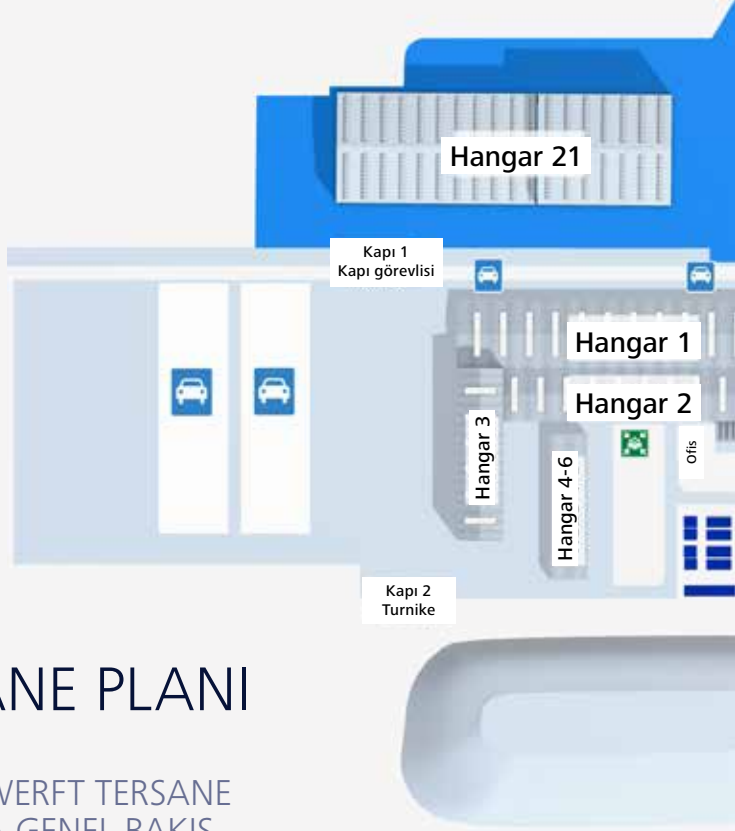 Hangar 21
Kapı 1
Kapı görevlisi
Hangar 1
Hangar 2
Hangar 3
Hangar 4-6
Ofis
Kapı 2
Turnike
ANE PLANI
WERFT TERSANE
GENEL BAKIŞ